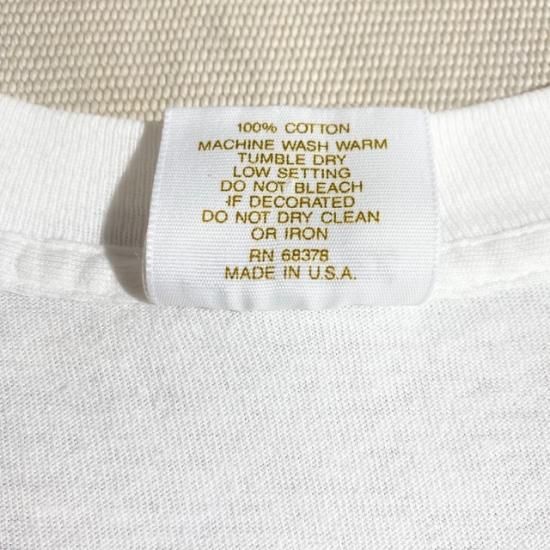 100% COTTON
MACHINE WASH WARM
TUMBLE DRY
LOW SETTING
DO NOT BLEACH
IF DECORATED
DO NOT DRY CLEAN
OR IRON
RN 68378
MADE IN U.S.A.